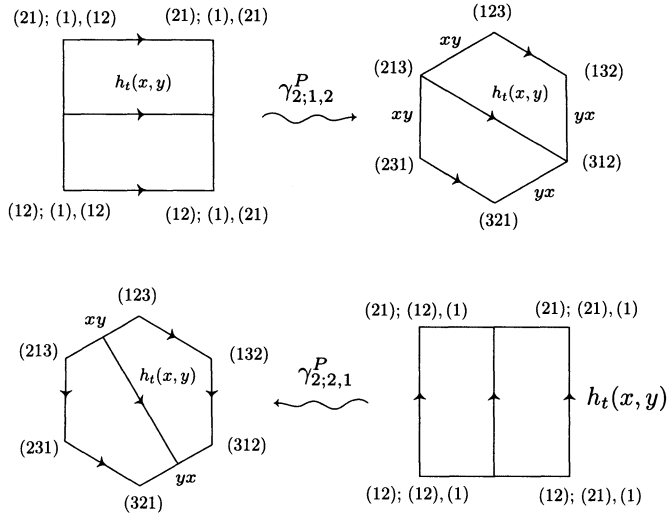 (21); (1),(12) (21); (1),(21) (123)
xy
h_t(x, y) γ^P_{2;1,2} (213) (132)
h_t(x, y)
xy yx
(231) (312)
(12); (1),(12) (12); (1),(21) yx
(321)
(123) (21); (12),(1) (21); (21),(1)
xy
(213) (132)
h_t(x, y) γ^P_{2;2,1} h_t(x, y)
(231) (312)
yx
(321) (12); (12),(1) (12); (21),(1)